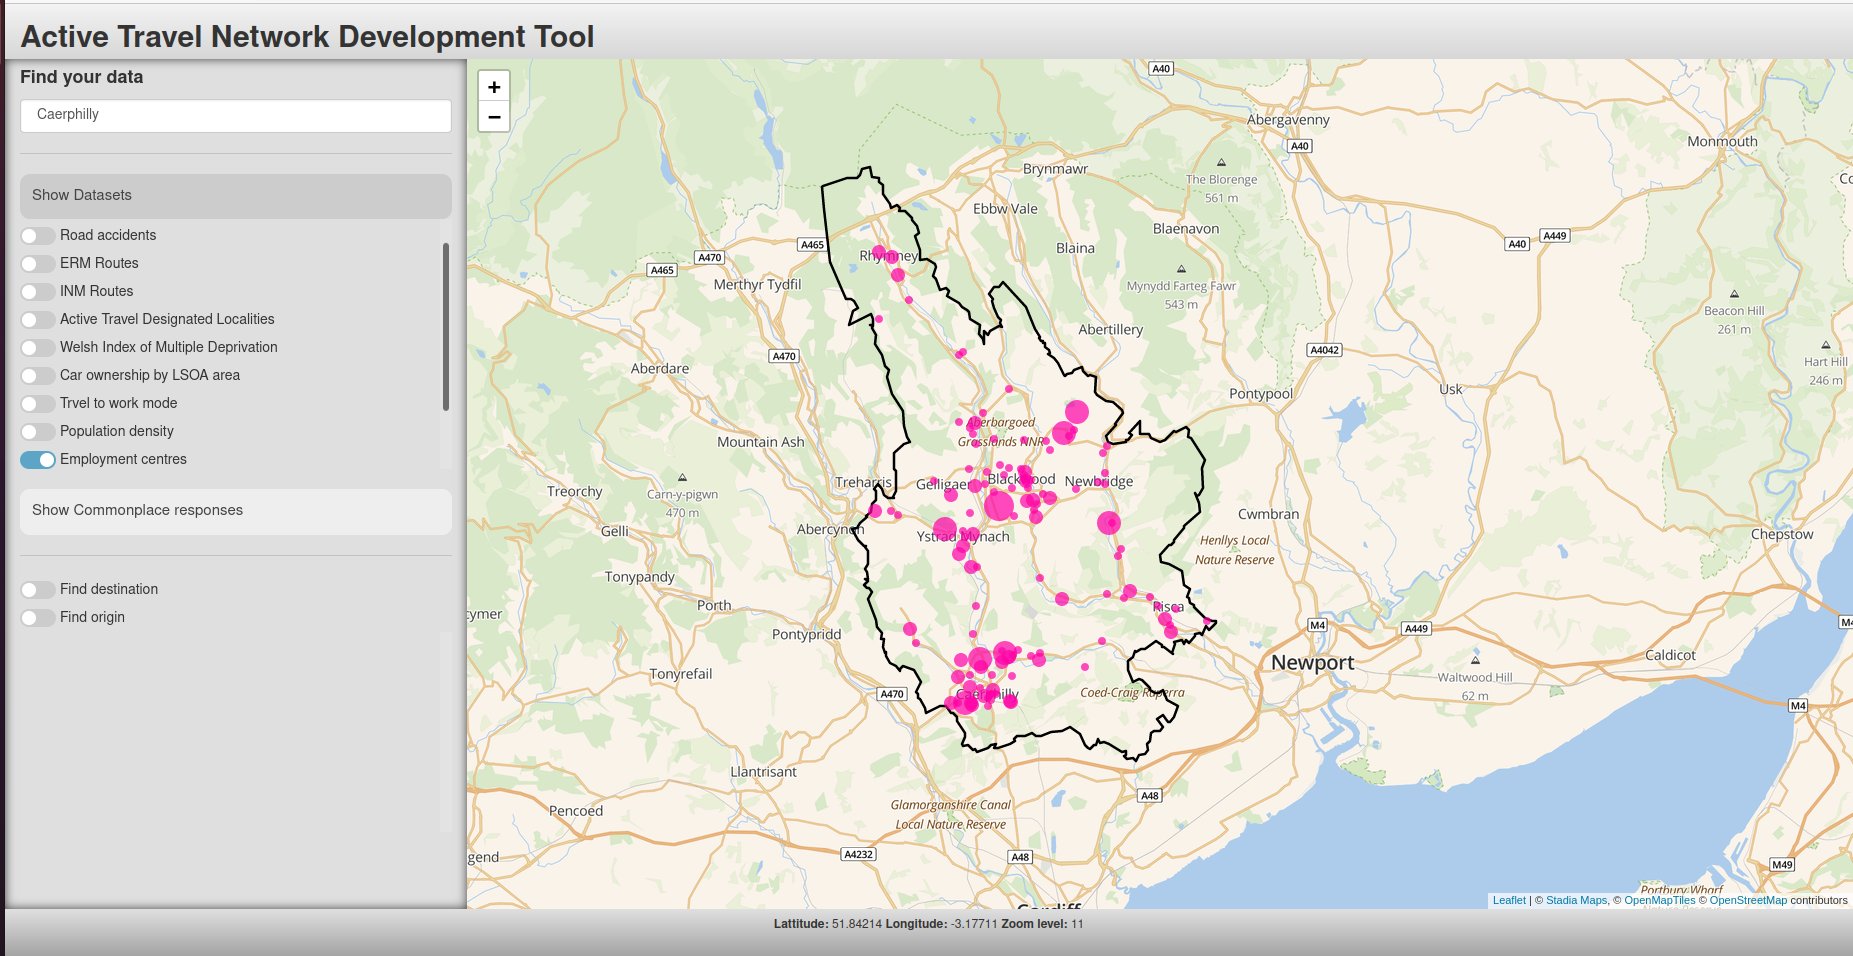 Active Travel Network Development Tool
Find your data
Caerphilly
Show Datasets
Road accidents
ERM Routes
INM Routes
Active Travel Designated Localities
Welsh Index of Multiple Deprivation
Car ownership by LSOA area
Trvel to work mode
Population density
Employment centres
Show Commonplace responses
Find destination
Find origin
+
−
A40
Abergavenny
A40
Monmouth
Brynmawr
The Blorenge
561 m
Co
Ebbw Vale
Blaenavon
A465
Blaina
A40
A449
Rhymney
A470
A465
Merthyr Tydfil
Mynydd Farteg Fawr
543 m
Beacon Hill
261 m
Abertillery
A470
A4042
Hart Hill
246 m
Aberdare
Usk
Pontypool
Aberbargoed
Grasslands NNR
Mountain Ash
Treharris
Gelligaer
Blackwood
Newbridge
Treorchy
Carn-y-pigwn
470 m
Cwmbran
Gelli
Abercynon
Ystrad Mynach
Henllys Local
Nature Reserve
Chepstow
Tonypandy
Porth
Risca
cymer
M4
A449
M4
Pontypridd
Newport
Caldicot
Tonyrefail
Waltwood Hill
62 m
A470
Caerphilly
Coed-Craig Ruperra
M4
Llantrisant
A48
Pencoed
Glamorganshire Canal
Local Nature Reserve
gend
A4232
A48
M49
Portbury Wharf
Cardiff
Leaflet | © Stadia Maps, © OpenMapTiles © OpenStreetMap contributors
Lattitude: 51.84214 Longitude: -3.17711 Zoom level: 11